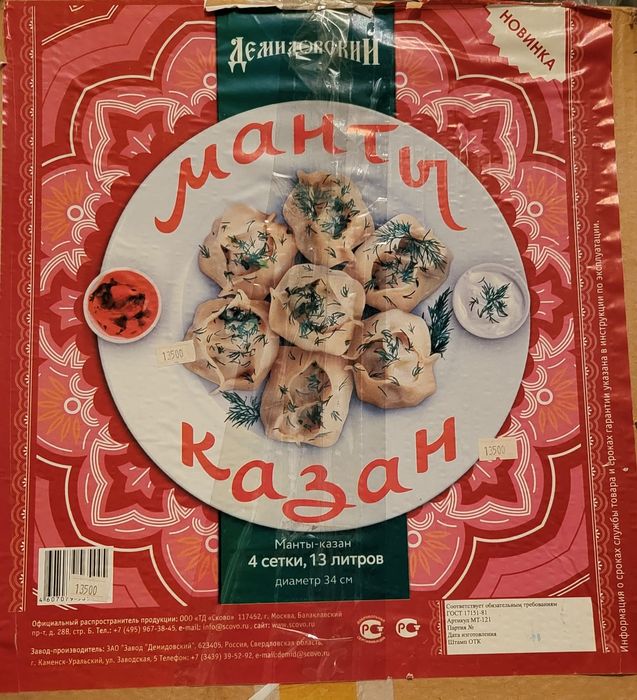 Демидовский
НОВИНКА
манты
казан
13500
13500
Манты-казан
4 сетки, 13 литров
диаметр 34 см
13500
Официальный распространитель продукции: ООО «ТД «Сково» 117452, г. Москва, Балаклавский
пр-т, д. 28В, стр. Б. Тел.: +7 (495) 967-38-45, e-mail: info@scovo.ru, сайт: www.scovo.ru
Завод-производитель: ЗАО "Завод "Демидовский", 623405, Россия, Свердловская область,
г. Каменск-Уральский, ул. Заводская, 5 Телефон: +7 (3439) 39-52-92, e-mail:demid@scovo.ru
РСТ
РСТ
Соответствует обязательным требованиям
ГОСТ 17151-81
Артикул МТ-121
Партия №
Дата изготовления
Штамп ОТК
Информация о сроках службы товара и сроках гарантии указана в инструкции по эксплуатации.